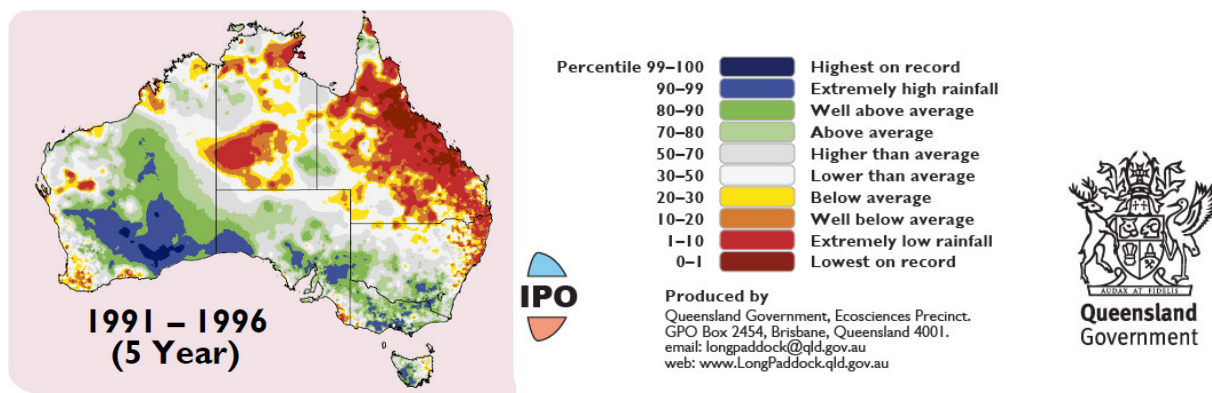 1991 – 1996
(5 Year)
IPO
Percentile 99–100 Highest on record
90–99 Extremely high rainfall
80–90 Well above average
70–80 Above average
50–70 Higher than average
30–50 Lower than average
20–30 Below average
10–20 Well below average
1–10 Extremely low rainfall
0–1 Lowest on record
Produced by
Queensland Government, Ecosciences Precinct.
GPO Box 2454, Brisbane, Queensland 4001.
email: longpaddock@qld.gov.au
web: www.LongPaddock.qld.gov.au
AUDAX AT FIDELIS
Queensland
Government